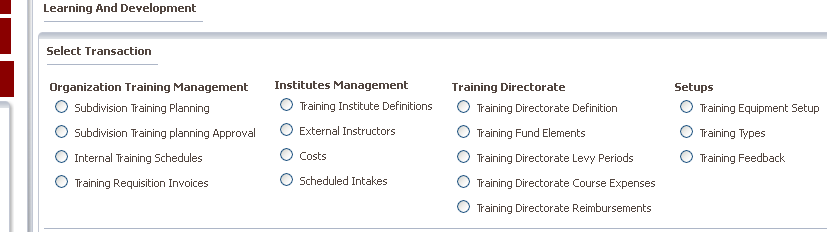 Learning And Development
Select Transaction
Organization Training Management
Subdivision Training Planning
Subdivision Training planning Approval
Internal Training Schedules
Training Requisition Invoices
Institutes Management
Training Institute Definitions
External Instructors
Costs
Scheduled Intakes
Training Directorate
Training Directorate Definition
Training Fund Elements
Training Directorate Levy Periods
Training Directorate Course Expenses
Training Directorate Reimbursements
Setups
Training Equipment Setup
Training Types
Training Feedback